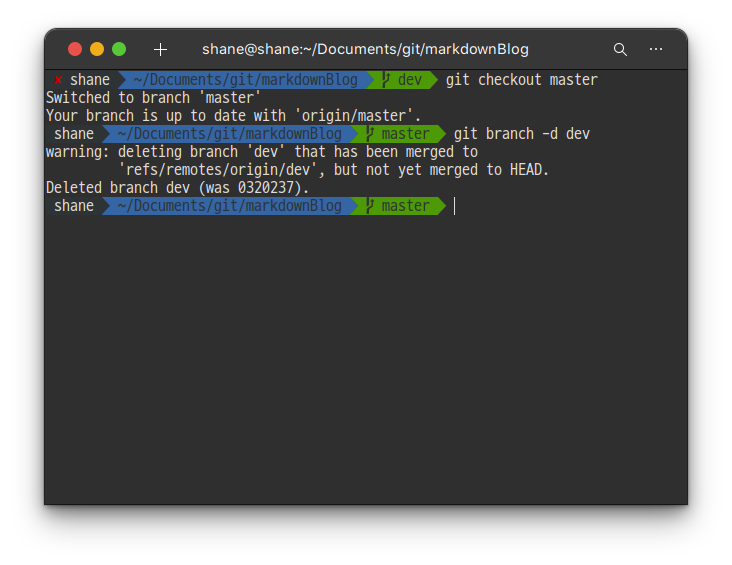 shane@shane:~/Documents/git/markdownBlog
✘ shane ~/Documents/git/markdownBlog dev git checkout master
Switched to branch 'master'
Your branch is up to date with 'origin/master'.
shane ~/Documents/git/markdownBlog master git branch -d dev
warning: deleting branch 'dev' that has been merged to
'refs/remotes/origin/dev', but not yet merged to HEAD.
Deleted branch dev (was 0320237).
shane ~/Documents/git/markdownBlog master